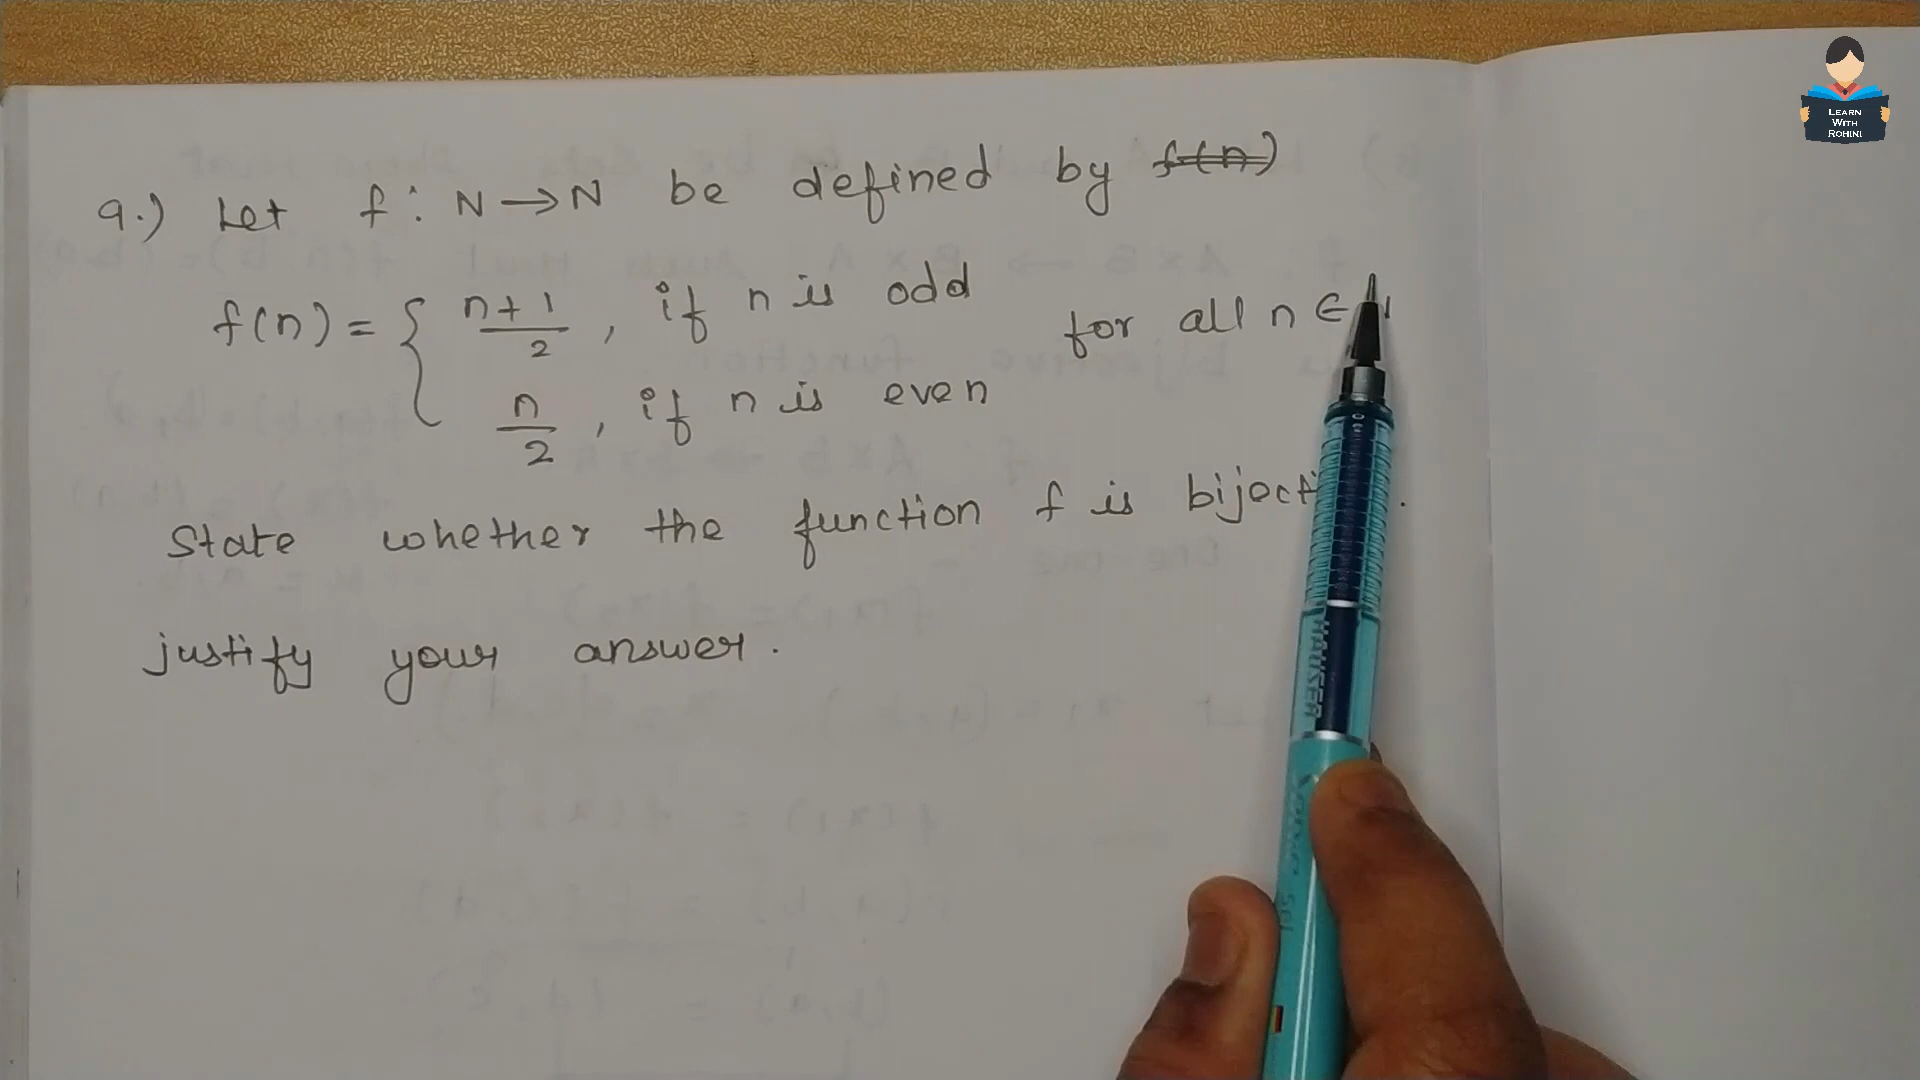 9.) Let f : N → N be defined by f(n)
f(n) = { n+1/2 , if n is odd for all n ∈
n/2 , if n is even
State whether the function f is
justify your answer.
LEARN
WITH
ROHINI
HAUSER